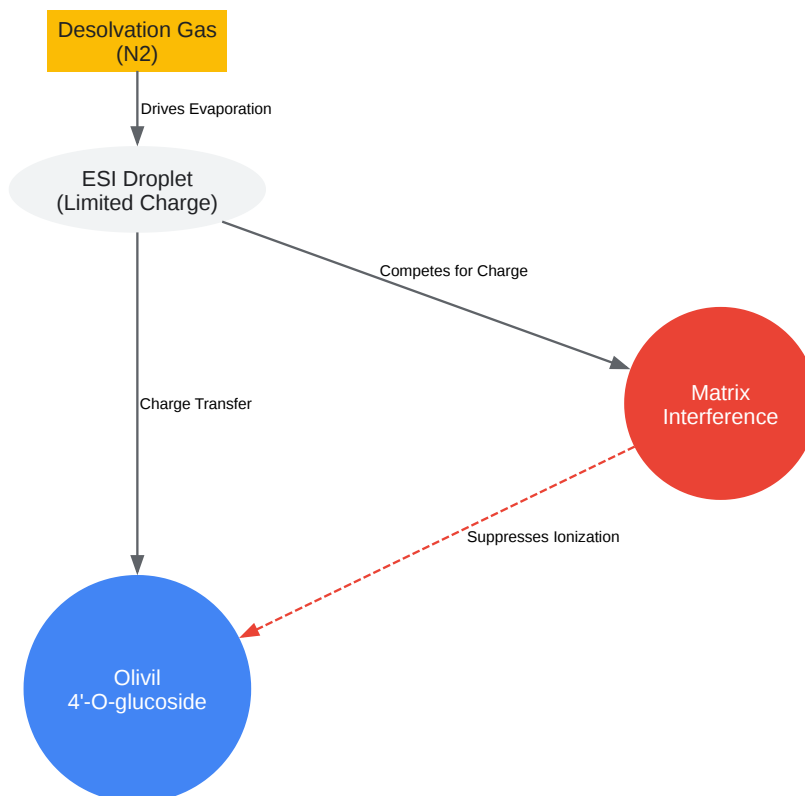 Desolvation Gas
(N2)
Drives Evaporation
ESI Droplet
(Limited Charge)
Competes for Charge
Matrix
Interference
Charge Transfer
Suppresses Ionization
Olivil
4'-O-glucoside